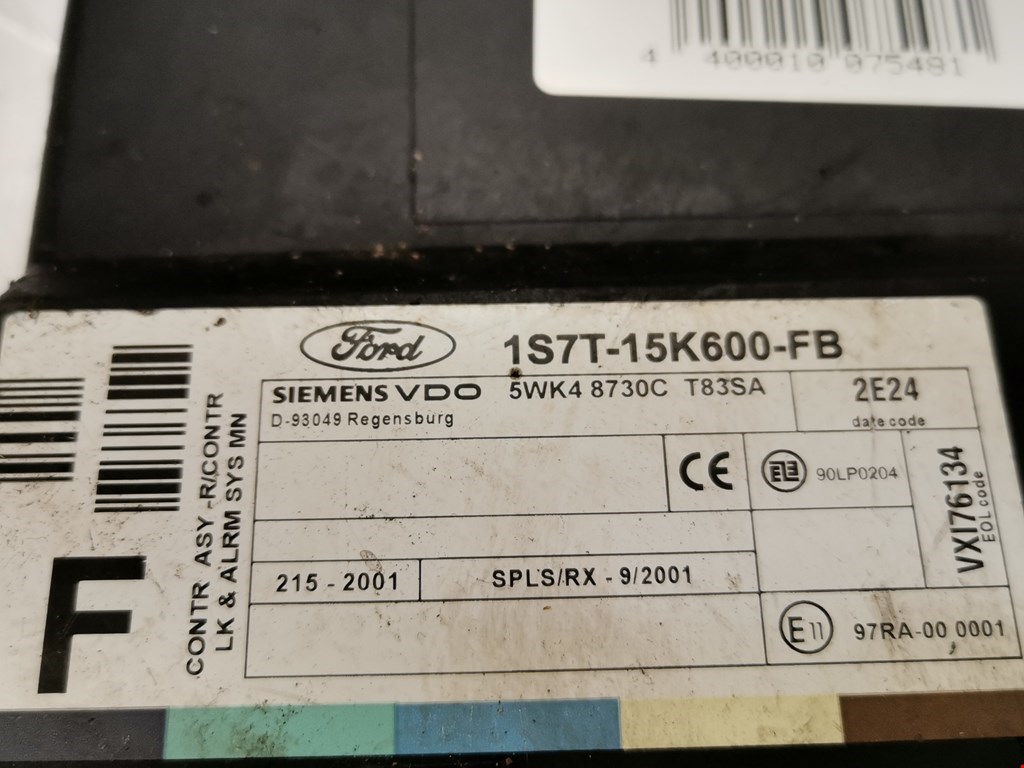 4 400010 075481
Ford
1S7T-15K600-FB
SIEMENS VDO 5WK4 8730C T83SA
D-93049 Regensburg
2E24
date code
CE
90LP0204
VXI76134
EOL code
215 - 2001
SPLS/RX - 9/2001
E11
97RA-00 0001
CONTR ASY -R/CONTR
LK & ALRM SYS MN
F